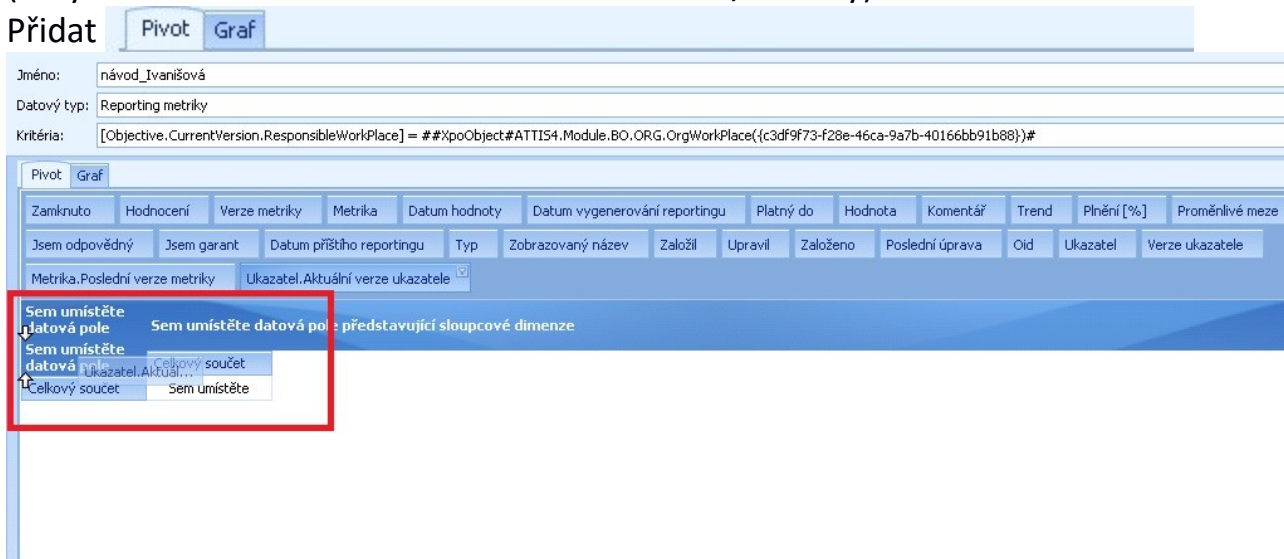 Přidat Pivot Graf
Jméno: návod_Ivanišová
Datový typ: Reporting metriky
Kritéria: [Objective.CurrentVersion.ResponsibleWorkPlace] = ##XpoObject#ATTIS4.Module.BO.ORG.OrgWorkPlace({c3df9f73-f28e-46ca-9a7b-40166bb91b88})#
Pivot Graf
Zamknuto Hodnocení Verze metriky Metrika Datum hodnoty Datum vygenerování reportingu Platný do Hodnota Komentář Trend Plnění [%] Proměnlivé meze
Jsem odpovědný Jsem garant Datum příštího reportingu Typ Zobrazovaný název Založil Upravil Založeno Poslední úprava Oid Ukazatel Verze ukazatele
Metrika.Poslední verze metriky Ukazatel.Aktuální verze ukazatele
Sem umístěte
datová pole Sem umístěte datová pole představující sloupcové dimenze
Sem umístěte
datová pole Celkový součet
Ukazatel.Aktuál...
Celkový součet Sem umístěte